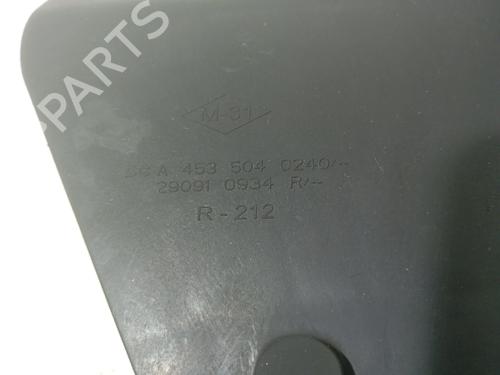 PARTS
M-31
A 453 504 0240/--
29091 0934 R/--
R-212